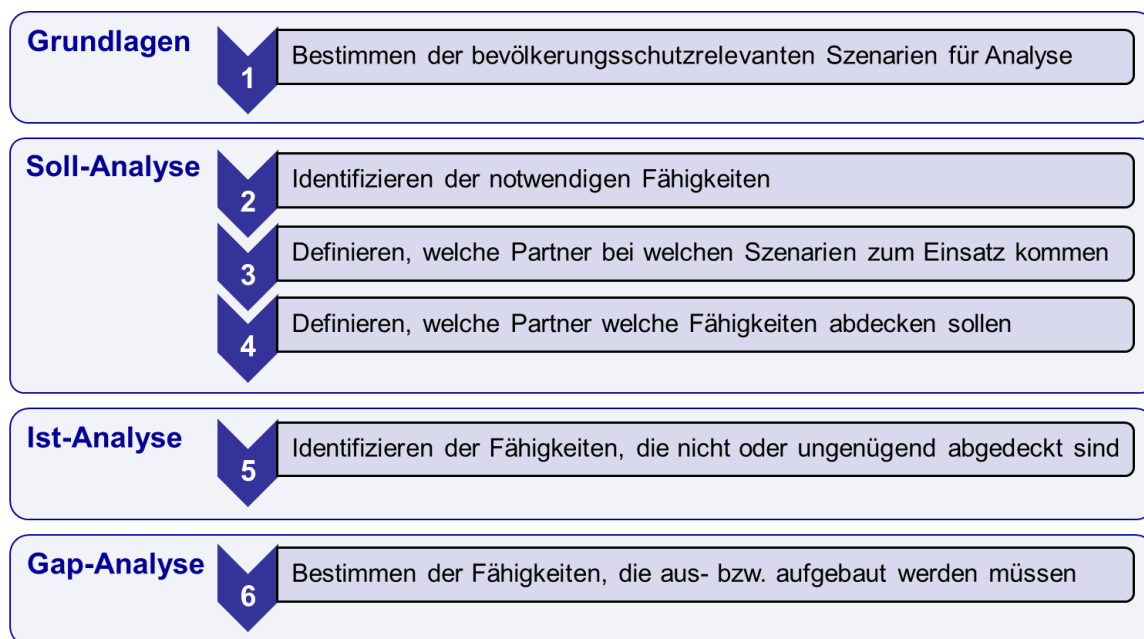 Grundlagen
1
Bestimmen der bevölkerungsschutzrelevanten Szenarien für Analyse
Soll-Analyse
2
Identifizieren der notwendigen Fähigkeiten
3
Definieren, welche Partner bei welchen Szenarien zum Einsatz kommen
4
Definieren, welche Partner welche Fähigkeiten abdecken sollen
Ist-Analyse
5
Identifizieren der Fähigkeiten, die nicht oder ungenügend abgedeckt sind
Gap-Analyse
6
Bestimmen der Fähigkeiten, die aus- bzw. aufgebaut werden müssen